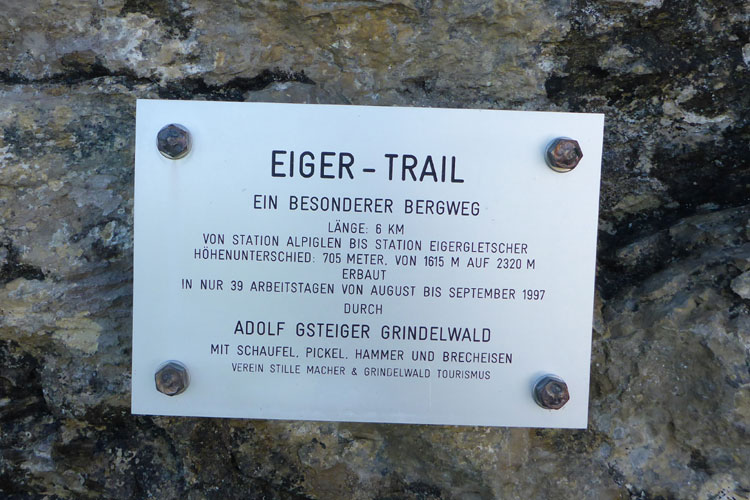 EIGER – TRAIL
EIN BESONDERER BERGWEG
LÄNGE: 6 KM
VON STATION ALPIGLEN BIS STATION EIGERGLETSCHER
HÖHENUNTERSCHIED: 705 METER, VON 1615 M AUF 2320 M
ERBAUT
IN NUR 39 ARBEITSTAGEN VON AUGUST BIS SEPTEMBER 1997
DURCH
ADOLF GSTEIGER GRINDELWALD
MIT SCHAUFEL, PICKEL, HAMMER UND BRECHEISEN
VEREIN STILLE MACHER & GRINDELWALD TOURISMUS